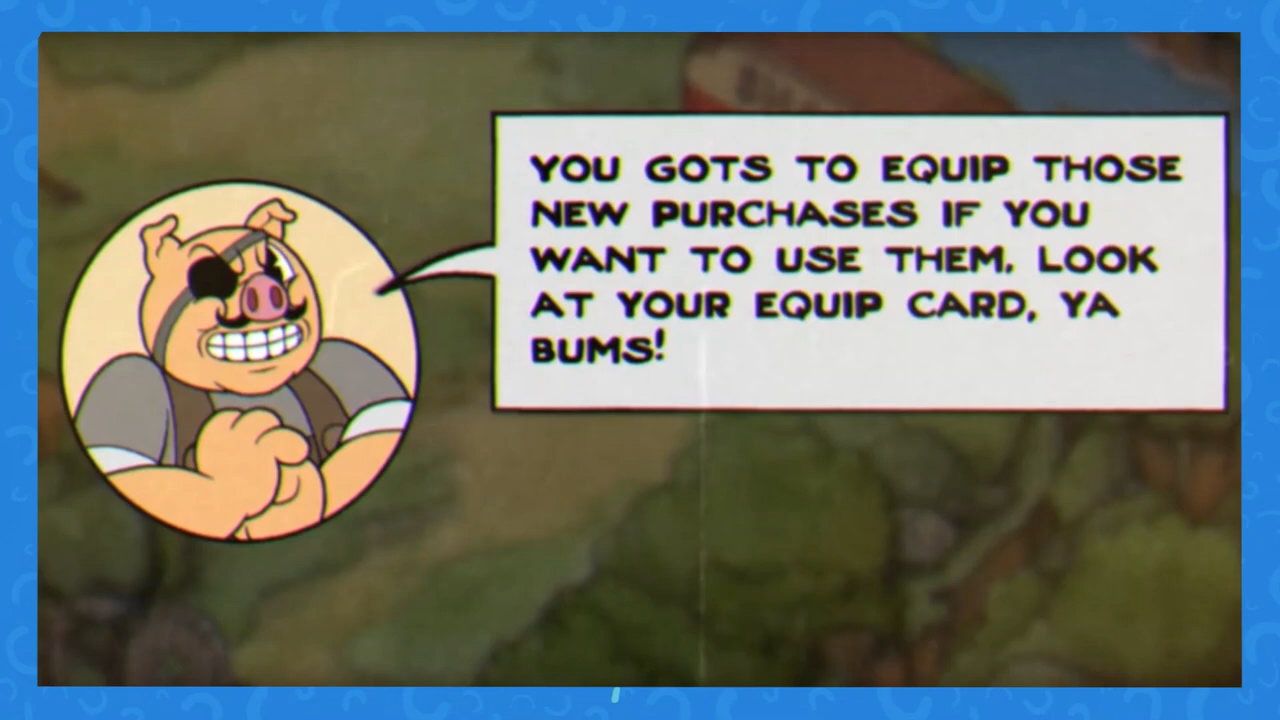 YOU GOTS TO EQUIP THOSE
NEW PURCHASES IF YOU
WANT TO USE THEM. LOOK
AT YOUR EQUIP CARD, YA
BUMS!